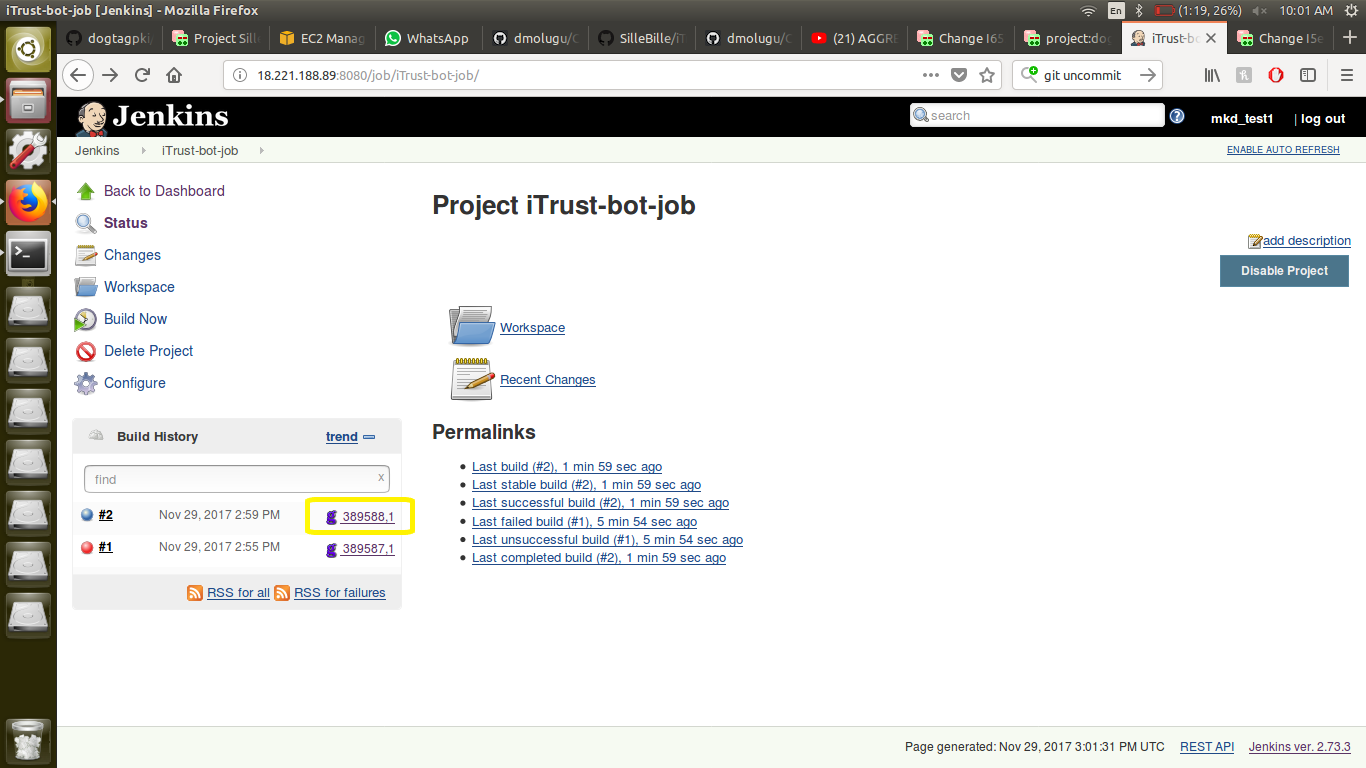 iTrust-bot-job [Jenkins] - Mozilla Firefox
En (1:19, 26%) 10:01 AM
dogtagpki/ Project Sille EC2 Manag WhatsApp dmolugu/C SilleBille/iT dmolugu/C (21) AGGRE Change I65 project:dog iTrust-bo Change I5e
18.221.188.89:8080/job/iTrust-bot-job/ git uncommit
Jenkins search mkd_test1 | log out
Jenkins iTrust-bot-job ENABLE AUTO REFRESH
Back to Dashboard
Status
Changes
Workspace
Build Now
Delete Project
Configure
Project iTrust-bot-job
add description
Disable Project
Workspace
Recent Changes
Build History trend
find x
#2 Nov 29, 2017 2:59 PM g 389588,1
#1 Nov 29, 2017 2:55 PM g 389587,1
RSS for all RSS for failures
Permalinks
Last build (#2), 1 min 59 sec ago
Last stable build (#2), 1 min 59 sec ago
Last successful build (#2), 1 min 59 sec ago
Last failed build (#1), 5 min 54 sec ago
Last unsuccessful build (#1), 5 min 54 sec ago
Last completed build (#2), 1 min 59 sec ago
Page generated: Nov 29, 2017 3:01:31 PM UTC REST API Jenkins ver. 2.73.3